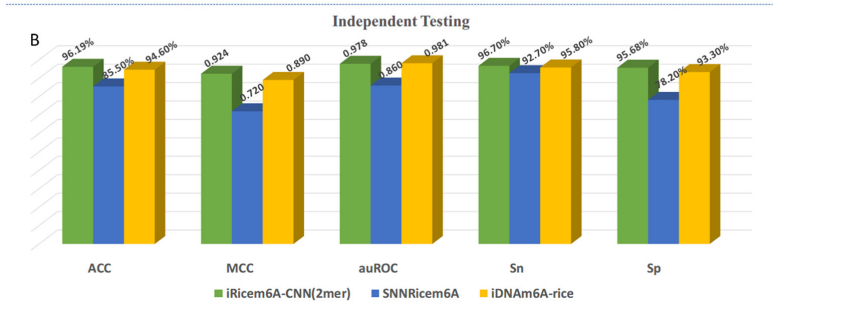 Independent Testing
B
96.19% 85.50% 94.60% 0.924 0.720 0.890 0.978 0.860 0.981 96.70% 92.70% 95.80% 95.68% 78.20% 93.30%
ACC MCC auROC Sn Sp
iRicem6A-CNN(2mer) SNNRicem6A iDNAm6A-rice